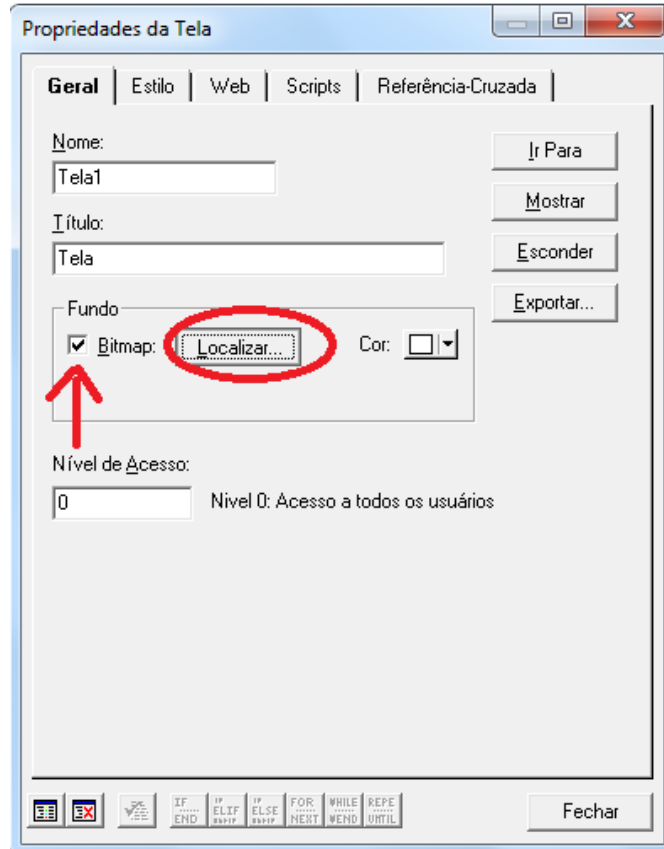 Propriedades da Tela
Geral Estilo Web Scripts Referência-Cruzada
Nome:
Tela1
Título:
Tela
Ir Para
Mostrar
Esconder
Exportar...
Fundo
Bitmap: Localizar... Cor:
Nível de Acesso:
0 Nivel 0: Acesso a todos os usuários
IF END
ELIF
ELSE
FOR NEXT
WHILE WEND
REPE UNTIL
Fechar